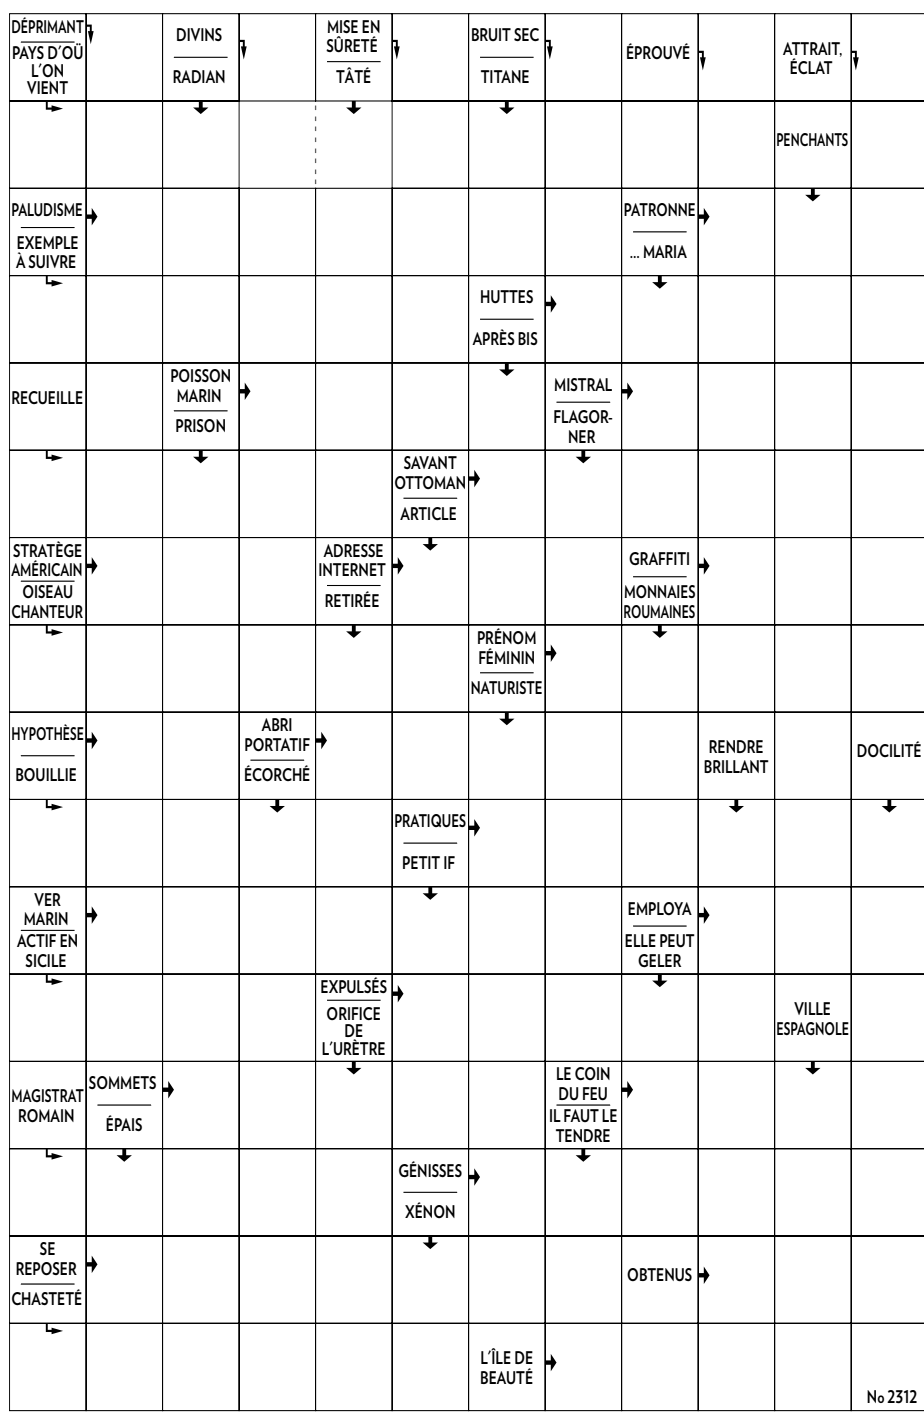 DÉPRIMANT
PAYS D'OÙ
L'ON
VIENT
DIVINS
RADIAN
MISE EN
SÛRETÉ
TÂTÉ
BRUIT SEC
TITANE
ÉPROUVÉ
ATTRAIT,
ÉCLAT
PENCHANTS
PALUDISME
EXEMPLE
À SUIVRE
PATRONNE
... MARIA
HUTTES
APRÈS BIS
RECUEILLE
POISSON
MARIN
PRISON
MISTRAL
FLAGOR-
NER
SAVANT
OTTOMAN
ARTICLE
STRATÈGE
AMÉRICAIN
OISEAU
CHANTEUR
ADRESSE
INTERNET
RETIRÉE
GRAFFITI
MONNAIES
ROUMAINES
PRÉNOM
FÉMININ
NATURISTE
HYPOTHÈSE
BOUILLIE
ABRI
PORTATIF
ÉCORCHÉ
RENDRE
BRILLANT
DOCILITÉ
PRATIQUES
PETIT IF
VER
MARIN
ACTIF EN
SICILE
EMPLOYA
ELLE PEUT
GELER
EXPULSÉS
ORIFICE
DE
L'URÈTRE
VILLE
ESPAGNOLE
MAGISTRAT
ROMAIN
SOMMETS
ÉPAIS
LE COIN
DU FEU
IL FAUT LE
TENDRE
GÉNISSES
XÉNON
SE
REPOSER
CHASTETÉ
OBTENUS
L'ÎLE DE
BEAUTÉ
No 2312